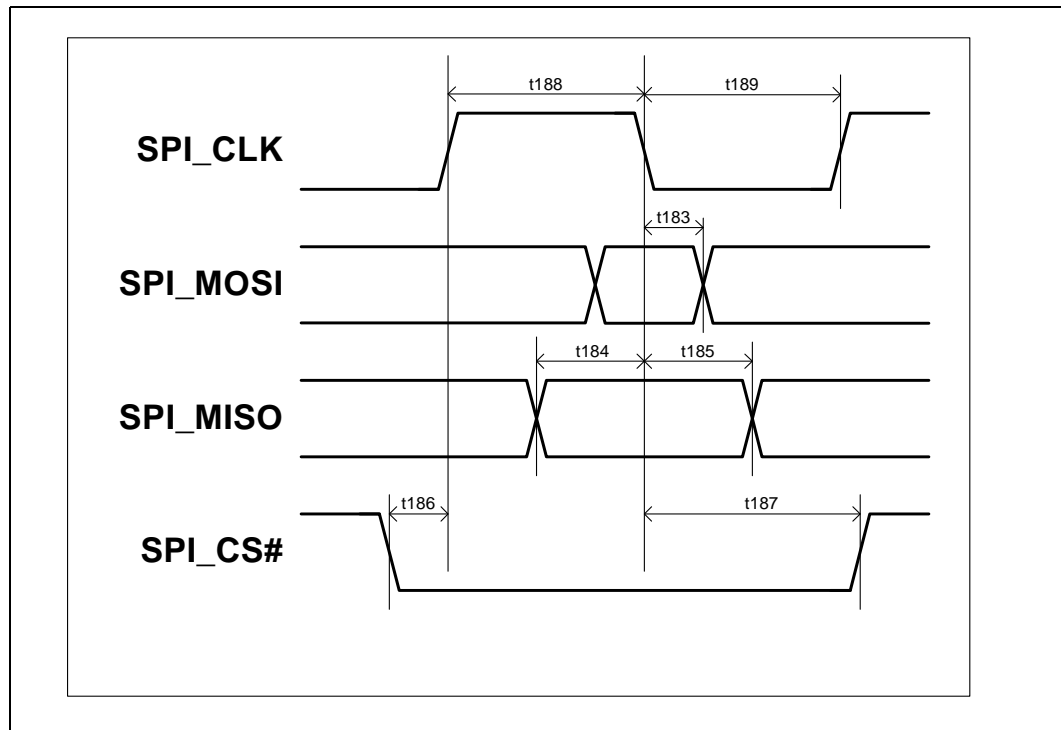 t188
t189
SPI_CLK
t183
SPI_MOSI
t184
t185
SPI_MISO
t186
t187
SPI_CS#